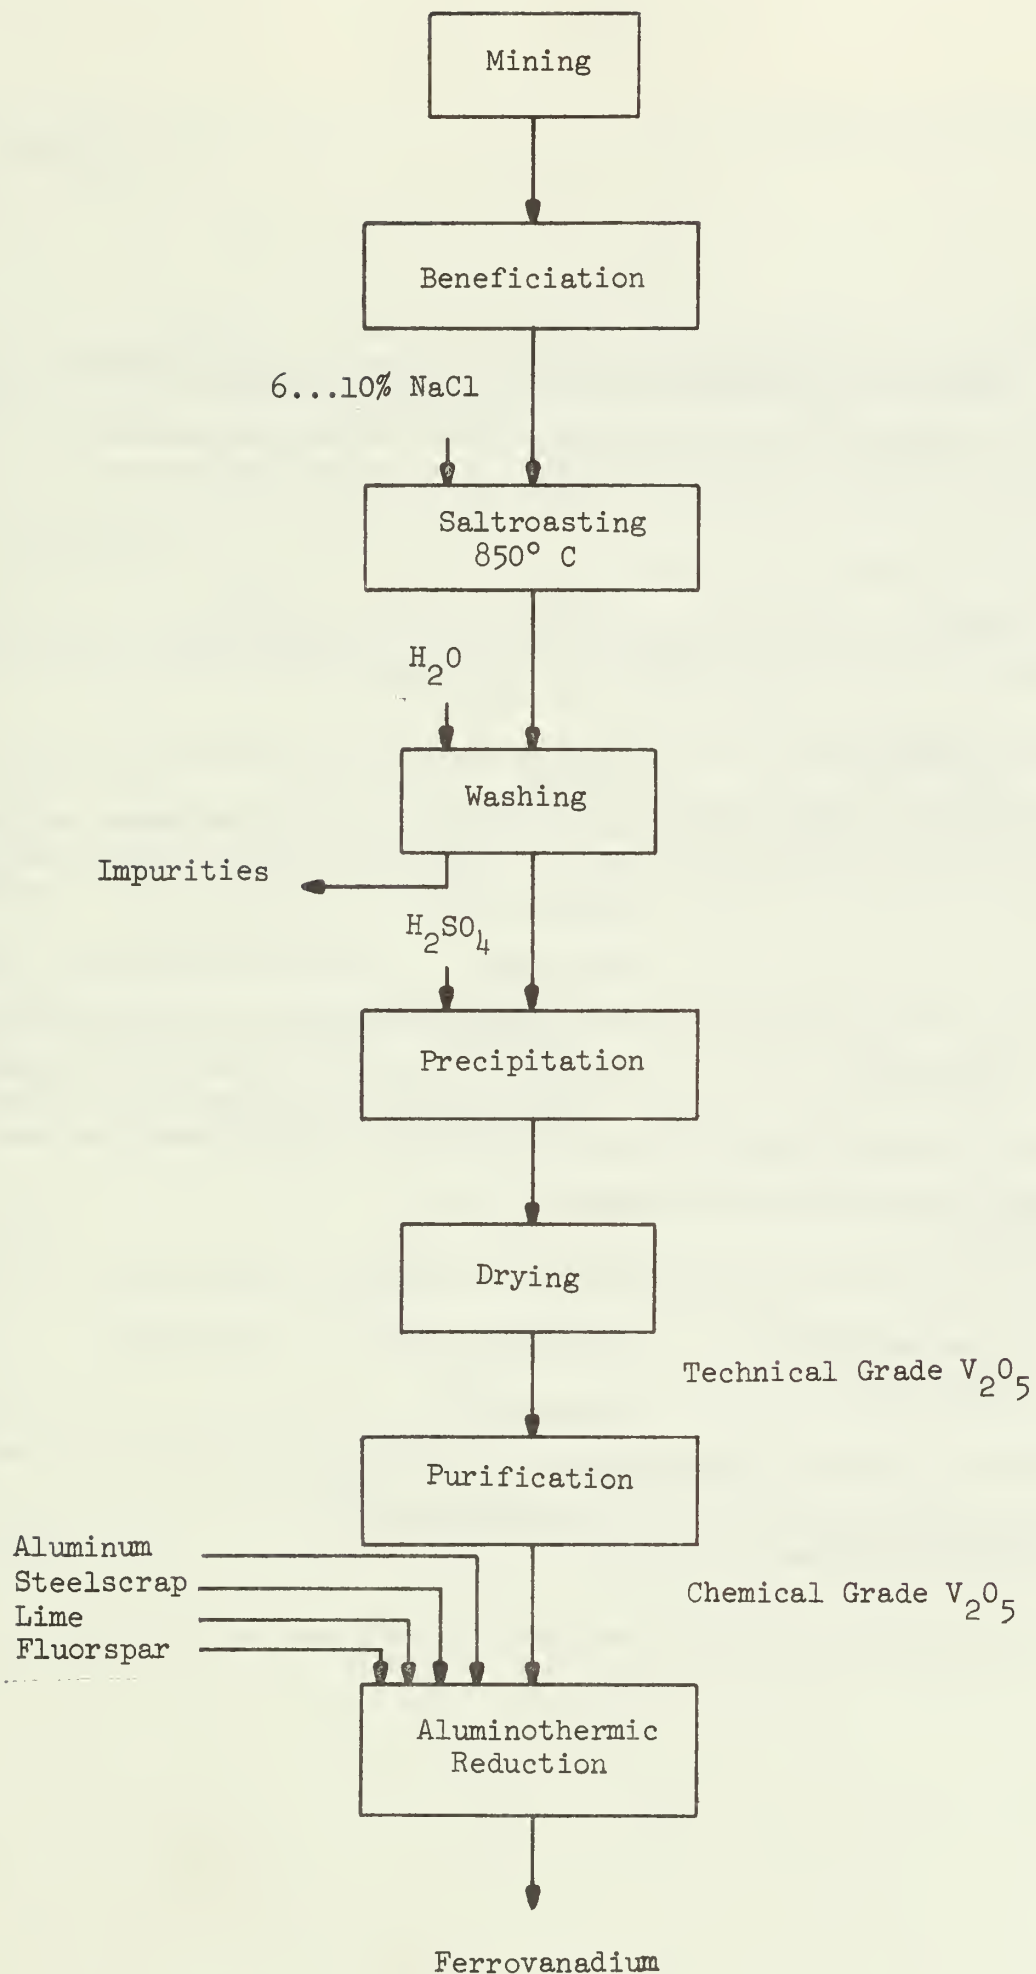 Mining
Beneficiation
6...10% NaCl
Saltroasting
850° C
H₂O
Washing
Impurities
H₂SO₄
Precipitation
Drying
Technical Grade V₂O₅
Purification
Aluminum
Steelscrap
Lime
Fluorspar
Chemical Grade V₂O₅
Aluminothermic
Reduction
Ferrovanadium